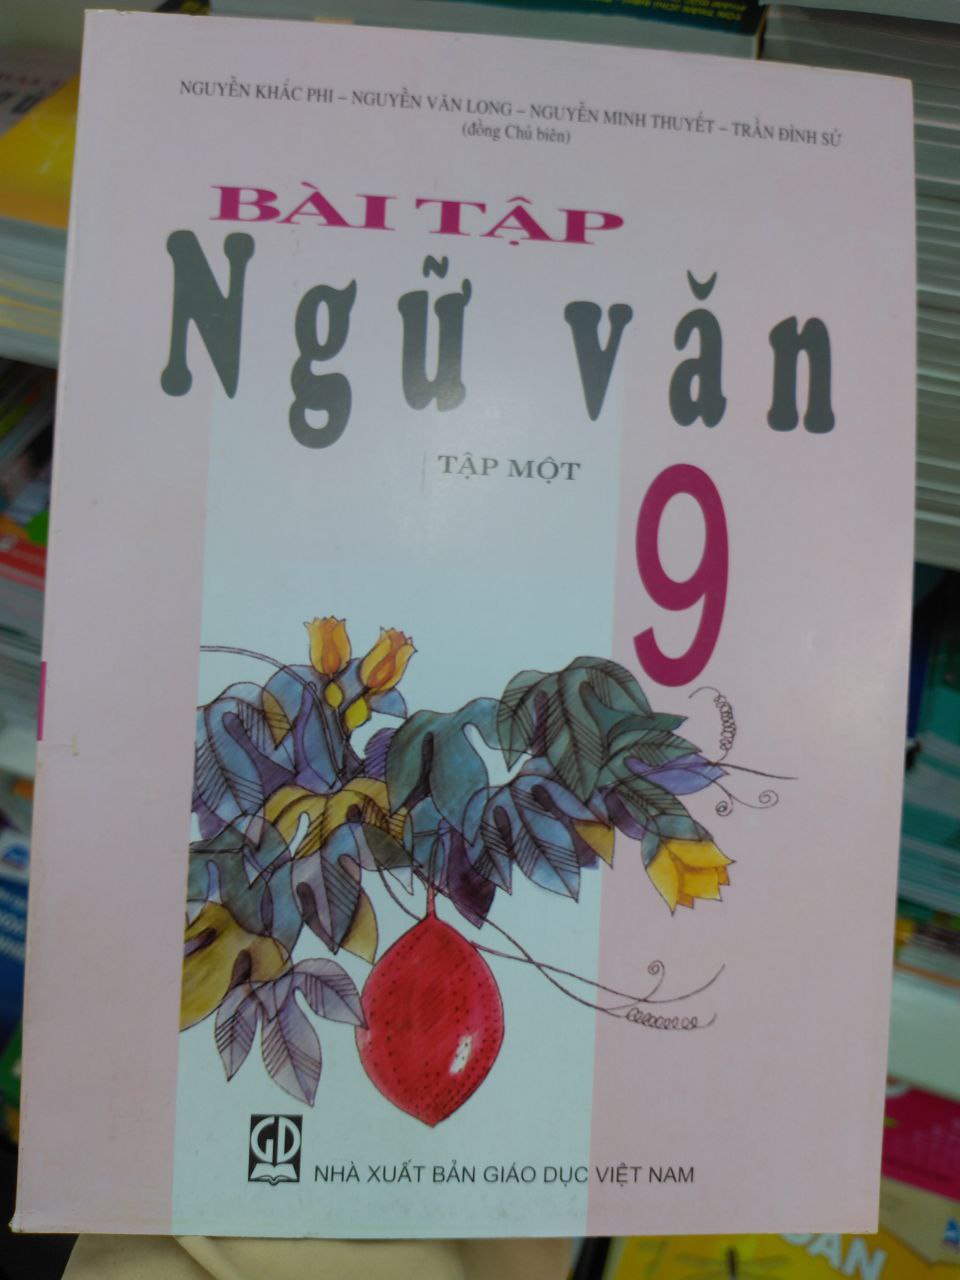 NGUYỄN KHẮC PHI – NGUYỄN VĂN LONG – NGUYỄN MINH THUYẾT – TRẦN ĐÌNH SỬ
(đồng Chủ biên)
BÀI TẬP
Ngữ văn
TẬP MỘT
9
GD
NHÀ XUẤT BẢN GIÁO DỤC VIỆT NAM